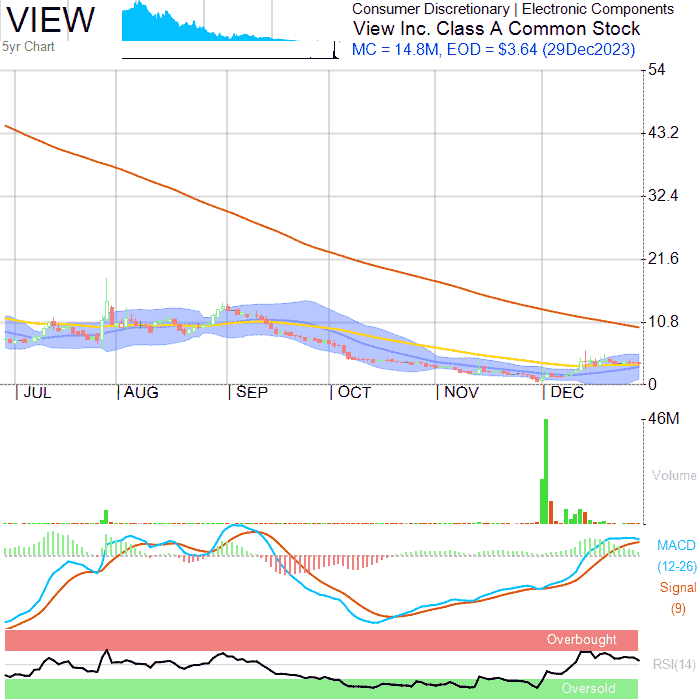 VIEW
5yr Chart
Consumer Discretionary | Electronic Components
View Inc. Class A Common Stock
MC = 14.8M, EOD = $3.64 (29Dec2023)
54
43.2
32.4
21.6
10.8
0
JUL AUG SEP OCT NOV DEC
46M
Volume
MACD
(12-26)
Signal
(9)
Overbought
RSI(14)
Oversold